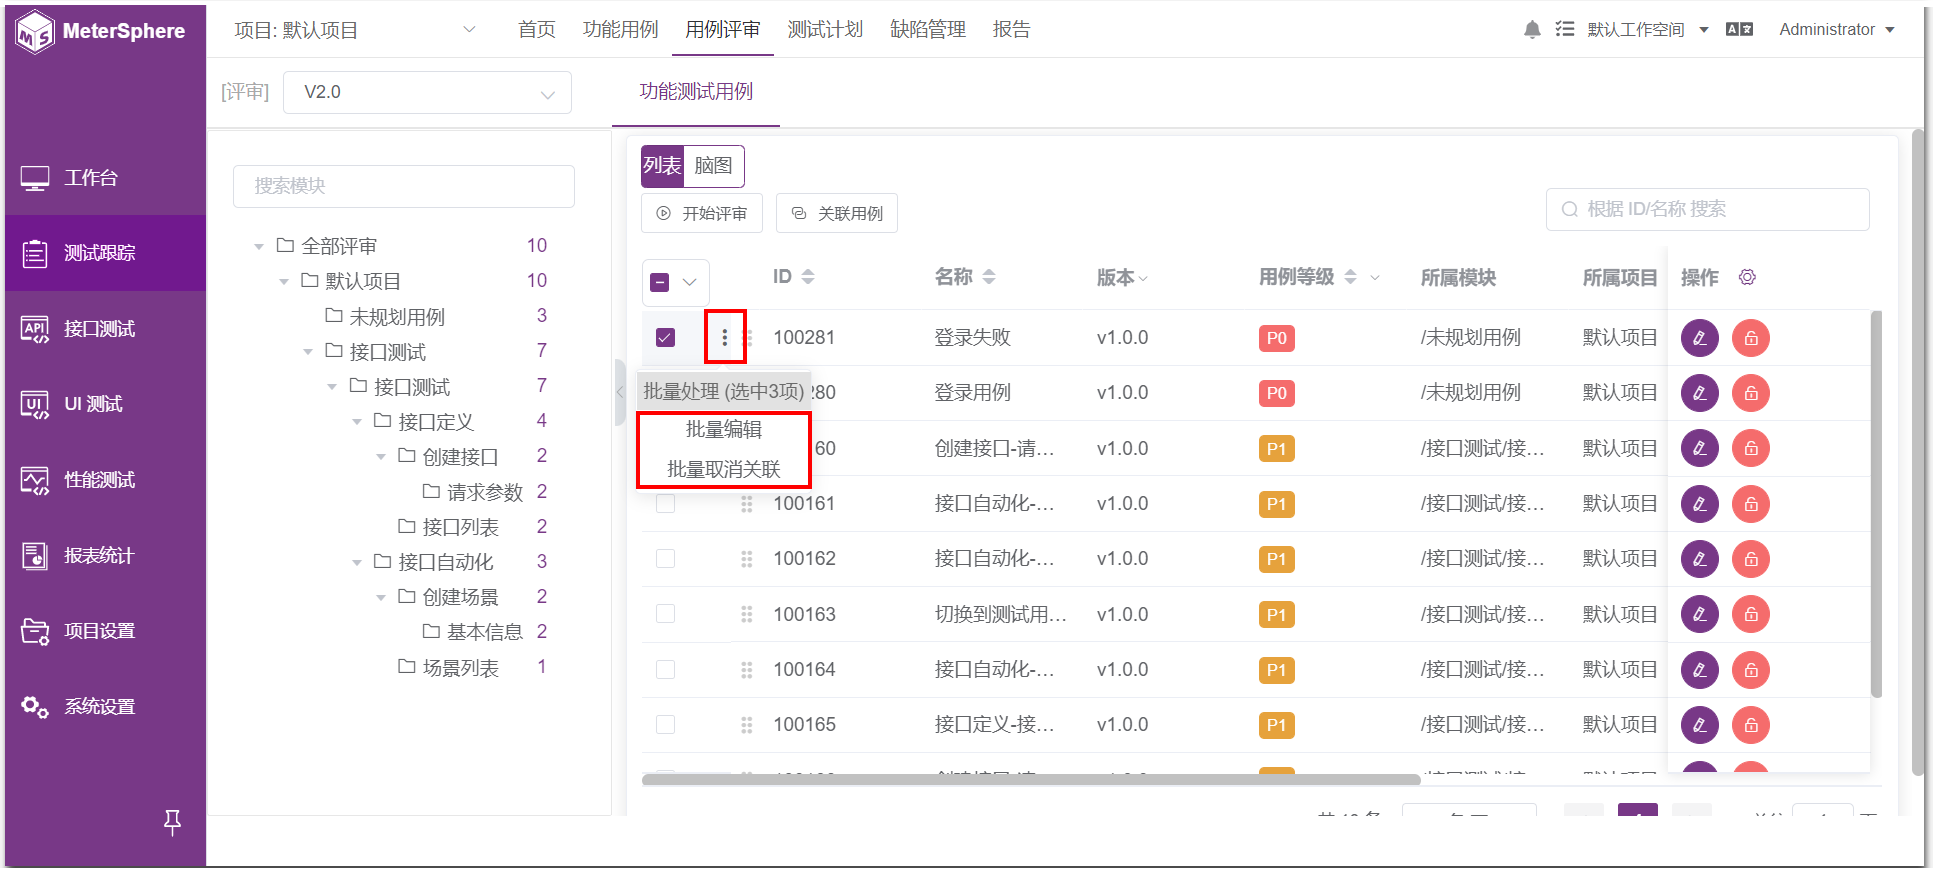 MeterSphere
项目: 默认项目
首页 功能用例 用例评审 测试计划 缺陷管理 报告
默认工作空间
Administrator
[评审] V2.0
功能测试用例
工作台
测试跟踪
接口测试
UI 测试
性能测试
报表统计
项目设置
系统设置
搜索模块
全部评审 10
默认项目 10
未规划用例 3
接口测试 7
接口测试 7
接口定义 4
创建接口 2
请求参数 2
接口列表 2
接口自动化 3
创建场景 2
基本信息 2
场景列表 1
列表 脑图
开始评审 关联用例
根据 ID/名称 搜索
ID 名称 版本 用例等级 所属模块 所属项目 操作
100281 登录失败 v1.0.0 P0 /未规划用例 默认项目
批量处理 (选中3项)
批量编辑
批量取消关联
80 登录用例 v1.0.0 P0 /未规划用例 默认项目
60 创建接口-请... v1.0.0 P1 /接口测试/接... 默认项目
100161 接口自动化-... v1.0.0 P1 /接口测试/接... 默认项目
100162 接口自动化-... v1.0.0 P1 /接口测试/接... 默认项目
100163 切换到测试用... v1.0.0 P1 /接口测试/接... 默认项目
100164 接口自动化-... v1.0.0 P1 /接口测试/接... 默认项目
100165 接口定义-接... v1.0.0 P1 /接口测试/接... 默认项目